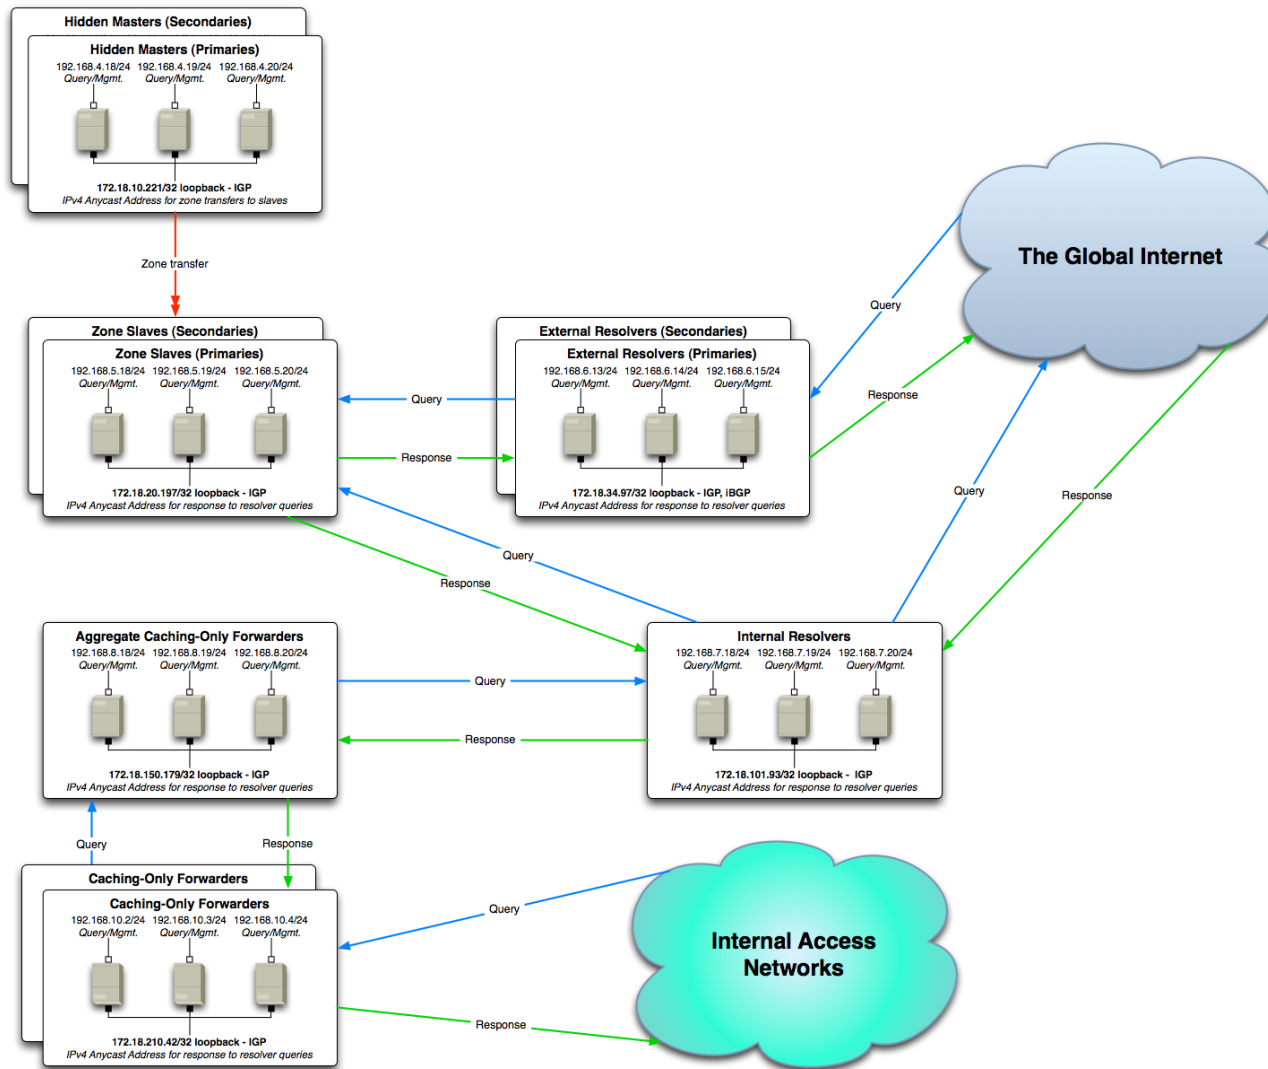 Hidden Masters (Secondaries)
Hidden Masters (Primaries)
192.168.4.18/24 192.168.4.19/24 192.168.4.20/24
Query/Mgmt. Query/Mgmt. Query/Mgmt.
172.18.10.221/32 loopback - IGP
IPv4 Anycast Address for zone transfers to slaves
Zone transfer
The Global Internet
Query
Response
Query
Response
Zone Slaves (Secondaries)
Zone Slaves (Primaries)
192.168.5.18/24 192.168.5.19/24 192.168.5.20/24
Query/Mgmt. Query/Mgmt. Query/Mgmt.
172.18.20.197/32 loopback - IGP
IPv4 Anycast Address for response to resolver queries
Query
Response
External Resolvers (Secondaries)
External Resolvers (Primaries)
192.168.6.13/24 192.168.6.14/24 192.168.6.15/24
Query/Mgmt. Query/Mgmt. Query/Mgmt.
172.18.34.97/32 loopback - IGP, iBGP
IPv4 Anycast Address for response to resolver queries
Query
Response
Aggregate Caching-Only Forwarders
192.168.8.18/24 192.168.8.19/24 192.168.8.20/24
Query/Mgmt. Query/Mgmt. Query/Mgmt.
172.18.150.179/32 loopback - IGP
IPv4 Anycast Address for response to resolver queries
Query
Response
Internal Resolvers
192.168.7.18/24 192.168.7.19/24 192.168.7.20/24
Query/Mgmt. Query/Mgmt. Query/Mgmt.
172.18.101.93/32 loopback - IGP
IPv4 Anycast Address for response to resolver queries
Query
Response
Caching-Only Forwarders
Caching-Only Forwarders
192.168.10.2/24 192.168.10.3/24 192.168.10.4/24
Query/Mgmt. Query/Mgmt. Query/Mgmt.
172.18.210.42/32 loopback - IGP
IPv4 Anycast Address for response to resolver queries
Query
Response
Internal Access
Networks